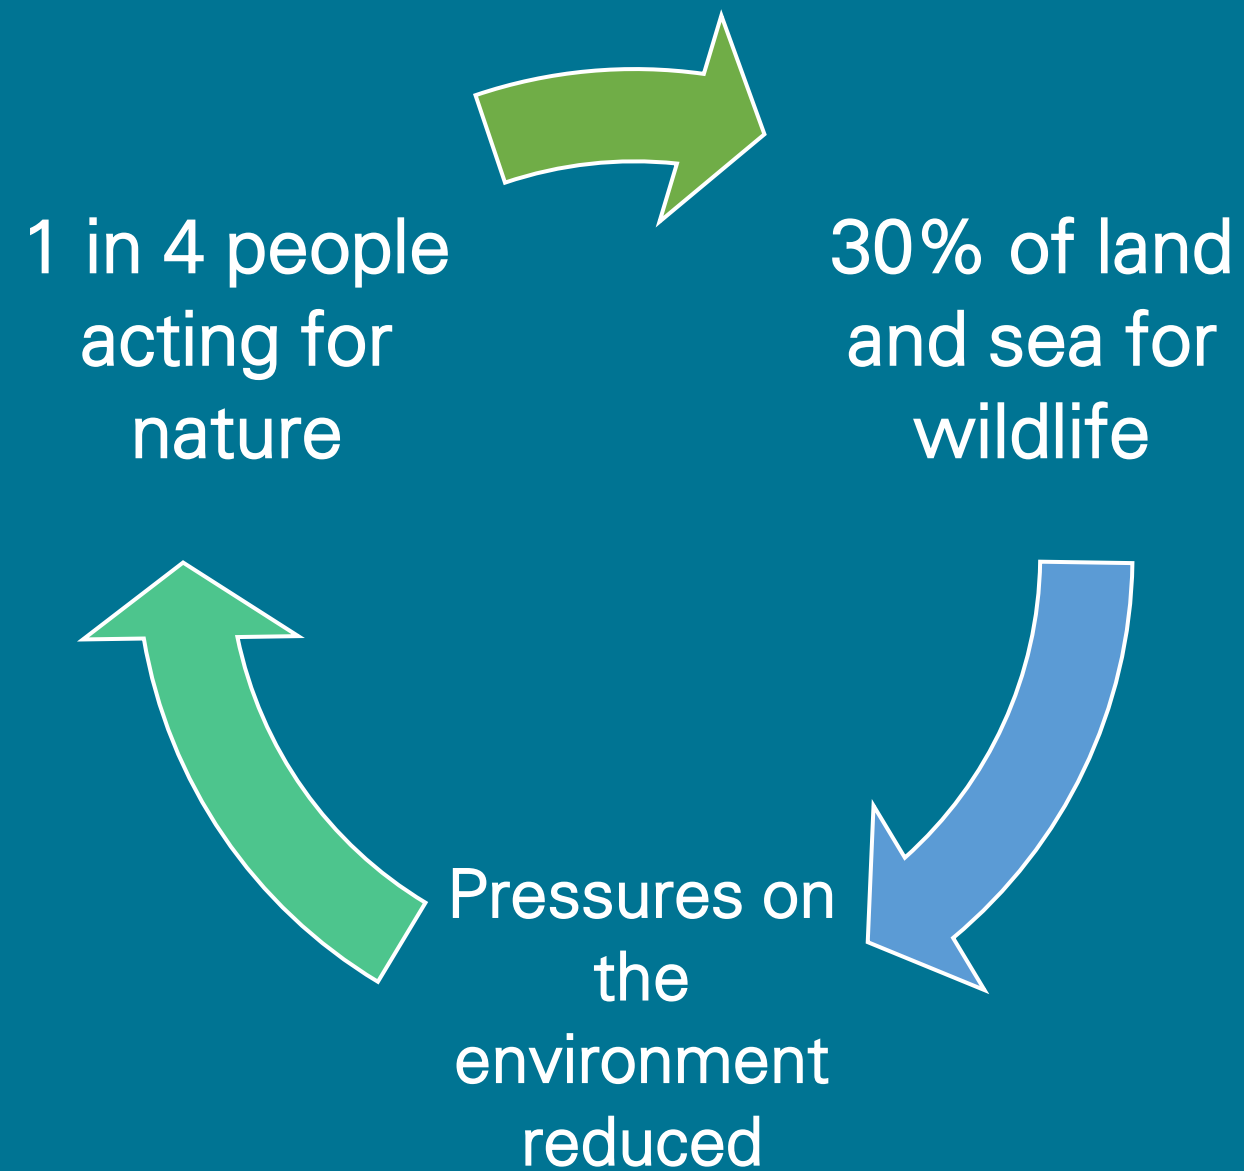 1 in 4 people
acting for
nature
30% of land
and sea for
wildlife
Pressures on
the
environment
reduced